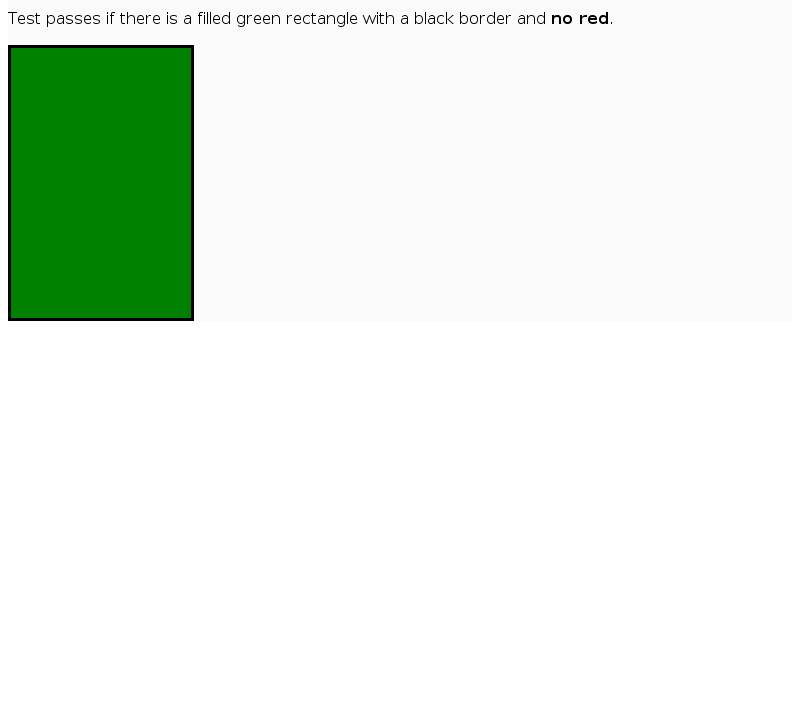 Test passes if there is a filled green rectangle with a black border and no red.